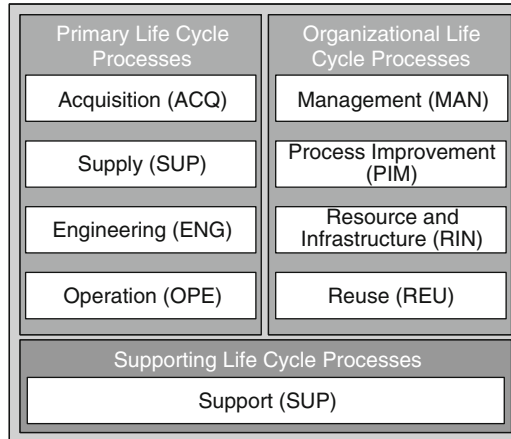 Primary Life Cycle
Processes
Acquisition (ACQ)
Supply (SUP)
Engineering (ENG)
Operation (OPE)
Organizational Life
Cycle Processes
Management (MAN)
Process Improvement
(PIM)
Resource and
Infrastructure (RIN)
Reuse (REU)
Supporting Life Cycle Processes
Support (SUP)